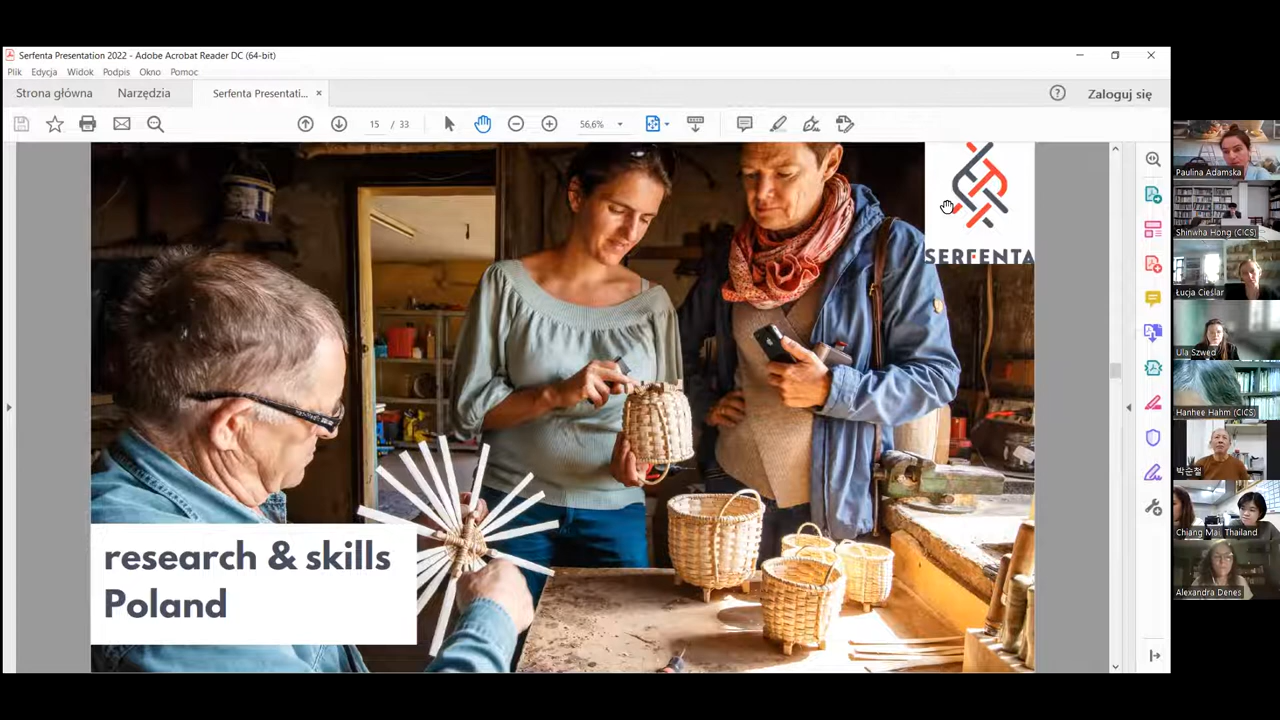 Serfenta Presentation 2022 - Adobe Acrobat Reader DC (64-bit)
Plik Edycja Widok Podpis Okno Pomoc
Strona główna Narzędzia Serfenta Presentati... × Zaloguj się
15 / 33 56,6%
SERFENTA
research & skills
Poland
Paulina Adamska
Shinwha Hong (CICS)
Łucja Cieślar
Ula Szwed
Hanhee Hahm (CICS)
박순철
Chiang Mai, Thailand
Alexandra Denes